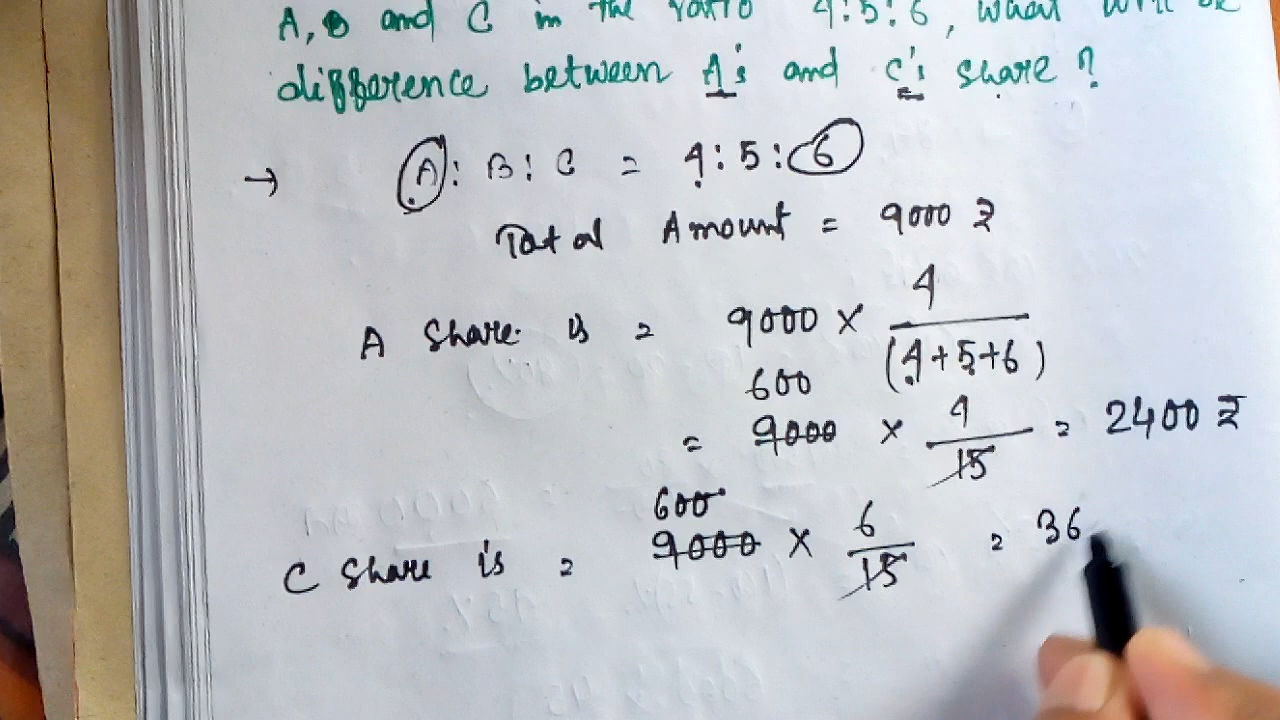 A, B and C in the ratio 4:5:6, what will be
difference between A's and C's share ?
→ A : B : C = 4 : 5 : 6
Total Amount = 9000 ₹
A share is = 9000 × 4/(4+5+6)
600
= 9000 × 4/15 = 2400 ₹
600
C share is = 9000 × 6/15 = 36